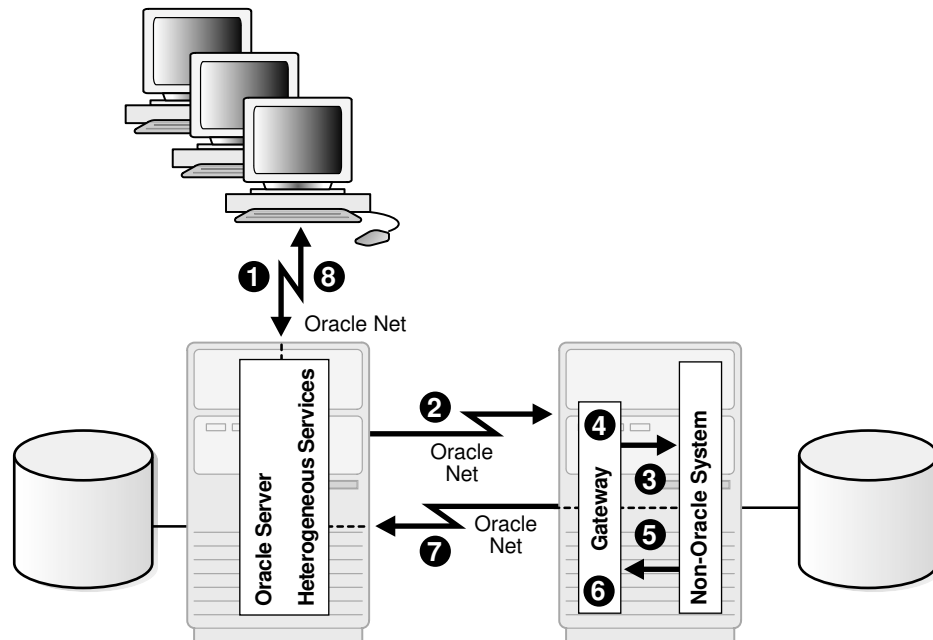 1
8
Oracle Net
Oracle Server
Heterogeneous Services
2
Oracle
Net
7
Oracle
Net
Gateway
4
3
5
6
Non-Oracle System